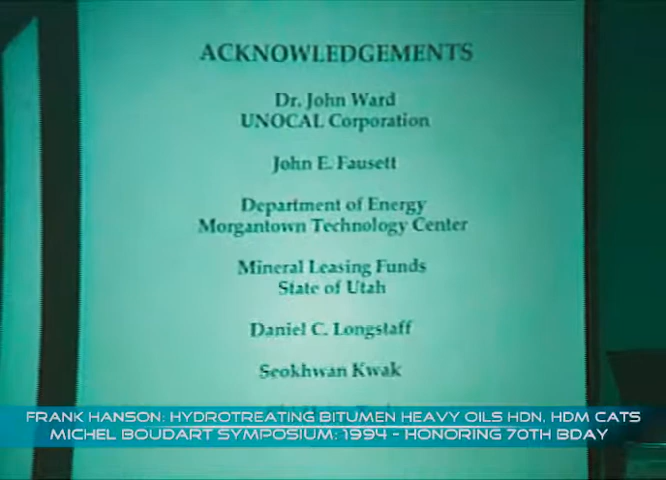 ACKNOWLEDGEMENTS
Dr. John Ward
UNOCAL Corporation
John E. Fausett
Department of Energy
Morgantown Technology Center
Mineral Leasing Funds
State of Utah
Daniel C. Longstaff
Seokhwan Kwak
FRANK HANSON: HYDROTREATING BITUMEN HEAVY OILS HDN, HDM CATS
MICHEL BOUDART SYMPOSIUM: 1994 - HONORING 70TH BDAY